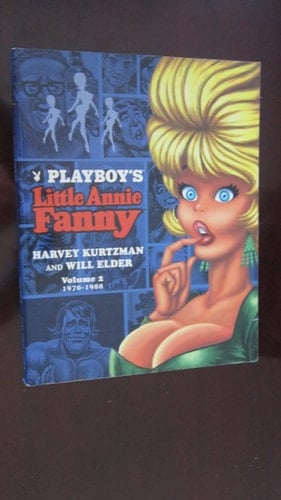 PLAYBOY'S
Little Annie
Fanny
HARVEY KURTZMAN
AND WILL ELDER
Volume 2
1970-1988